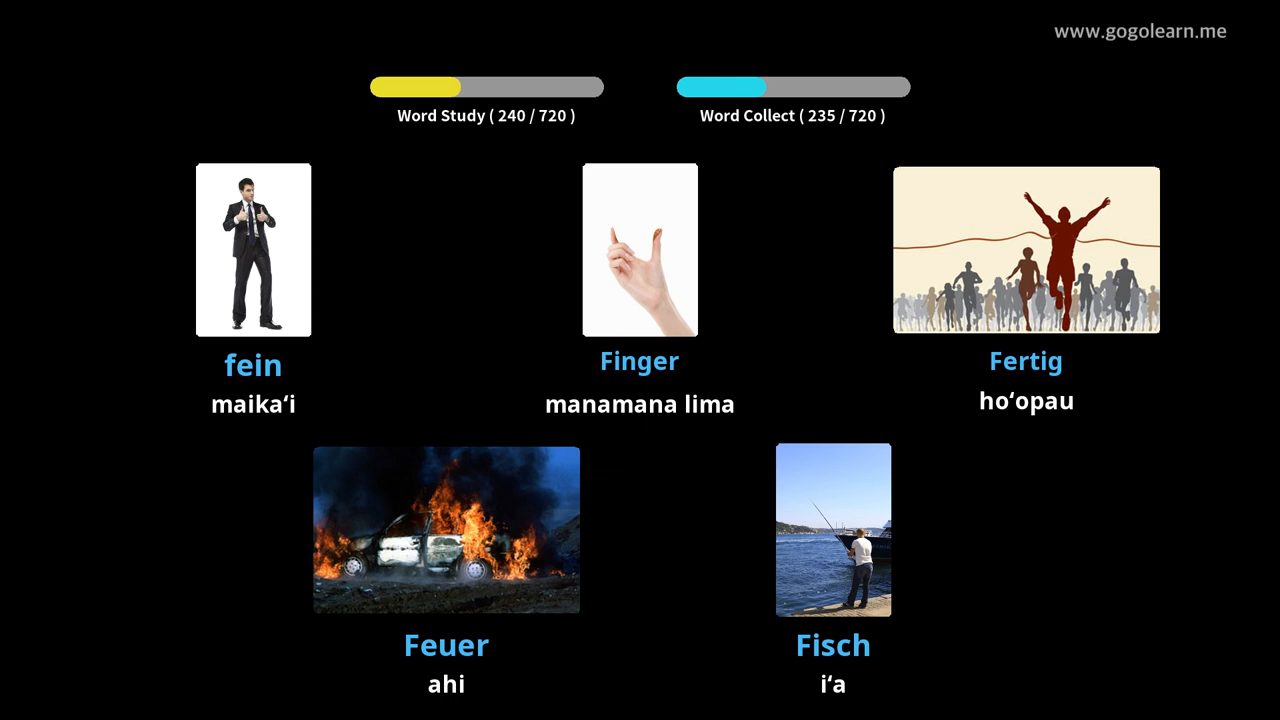 www.gogolearn.me
Word Study ( 240 / 720 )
Word Collect ( 235 / 720 )
fein
maikaʻi
Finger
manamana lima
Fertig
hoʻopau
Feuer
ahi
Fisch
iʻa